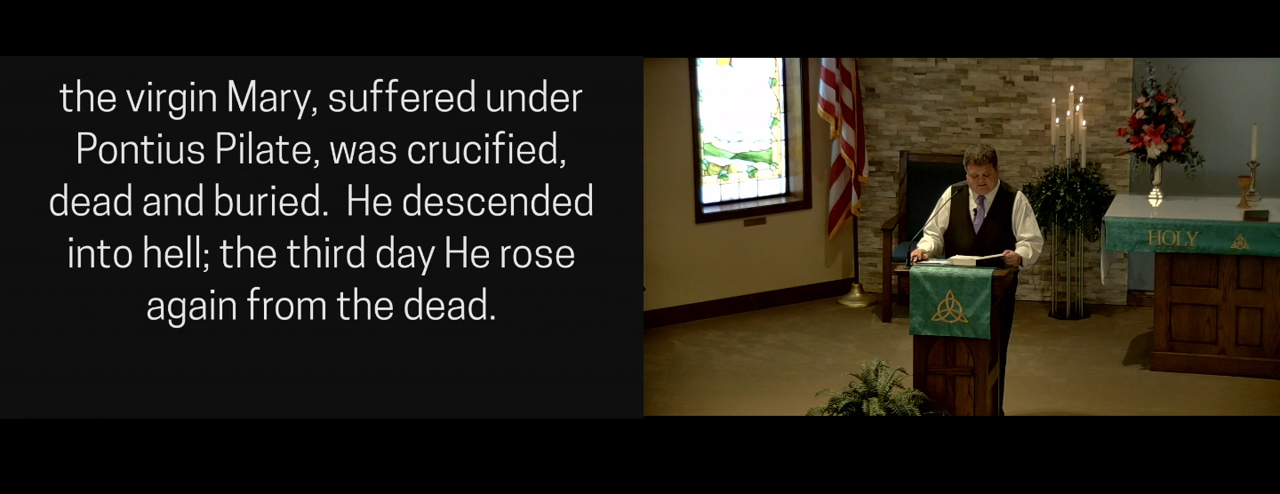 the virgin Mary, suffered under
Pontius Pilate, was crucified,
dead and buried.  He descended
into hell; the third day He rose
again from the dead.
HOLY